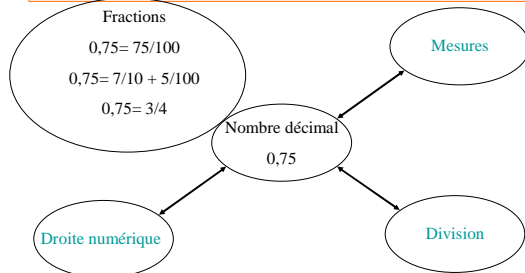 Fractions
0,75= 75/100
0,75= 7/10 + 5/100
0,75= 3/4
Mesures
Nombre décimal
0,75
Droite numérique
Division